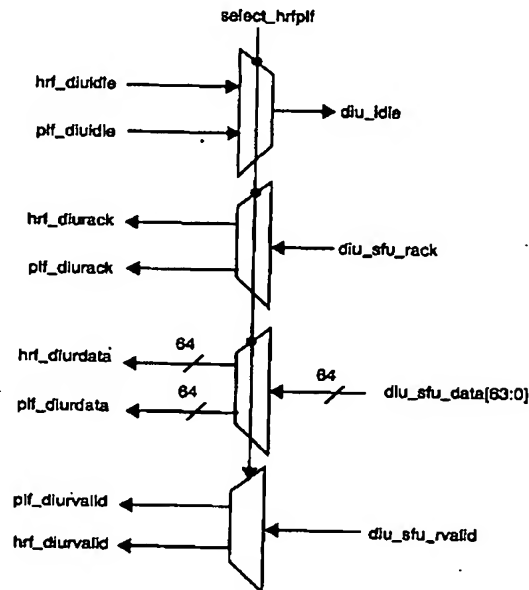 select_hrfplf
hrf_diuidle
plf_diuidle
diu_idle
hrf_diurack
plf_diurack
diu_sfu_rack
64
hrf_diurdata
64
64
plf_diurdata
diu_sfu_data[63:0]
plf_diurvalid
hrf_diurvalid
diu_sfu_rvalid